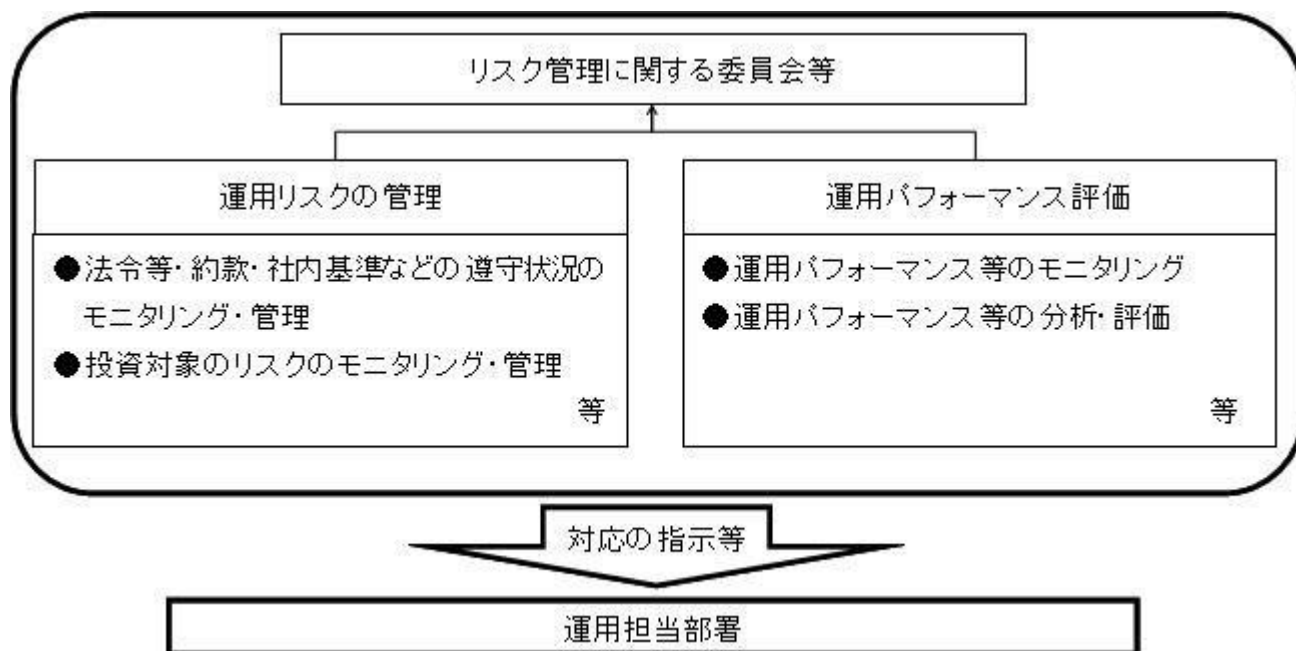 リスク管理に関する委員会等
運用リスクの管理
●法令等・約款・社内基準などの遵守状況の
モニタリング・管理
●投資対象のリスクのモニタリング・管理
等
運用パフォーマンス評価
●運用パフォーマンス等のモニタリング
●運用パフォーマンス等の分析・評価
等
対応の指示等
運用担当部署